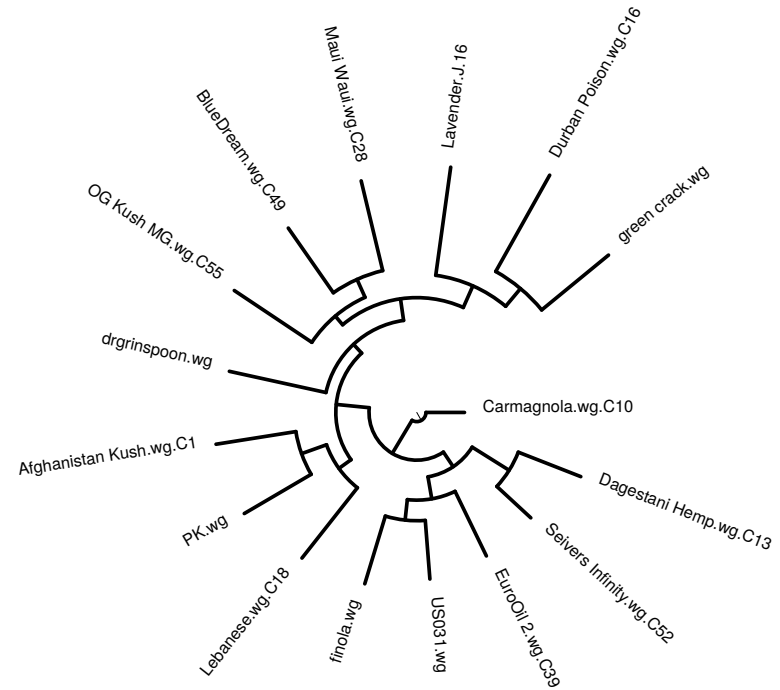 Maui Waui.wg.C28
Lavender.J.16
Durban Poison.wg.C16
BlueDream.wg.C49
green crack.wg
OG Kush MG.wg.C55
drgrinspoon.wg
Carmagnola.wg.C10
Afghanistan Kush.wg.C1
Dagestani Hemp.wg.C13
PK.wg
Seivers Infinity.wg.C52
Lebanese.wg.C18
finola.wg
US031.wg
EuroOil 2.wg.C39